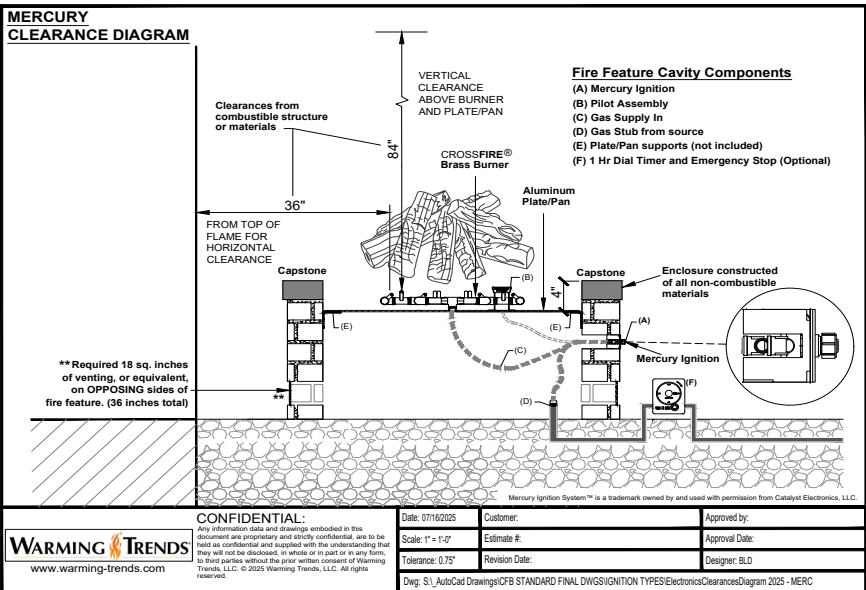 MERCURY
CLEARANCE DIAGRAM
VERTICAL
CLEARANCE
ABOVE BURNER
AND PLATE/PAN
84"
Clearances from
combustible structure
or materials
36"
FROM TOP OF
FLAME FOR
HORIZONTAL
CLEARANCE
CROSSFIRE®
Brass Burner
Aluminum
Plate/Pan
Fire Feature Cavity Components
(A) Mercury Ignition
(B) Pilot Assembly
(C) Gas Supply In
(D) Gas Stub from source
(E) Plate/Pan supports (not included)
(F) 1 Hr Dial Timer and Emergency Stop (Optional)
Capstone
(B)
Capstone
4"
Enclosure constructed
of all non-combustible
materials
(E)
(E)
(A)
Mercury Ignition
(C)
(D)
(F)
**Required 18 sq. inches
of venting, or equivalent,
on OPPOSING sides of
fire feature. (36 inches total)
**
Mercury Ignition System™ is a trademark owned by and used with permission from Catalyst Electronics, LLC.
WARMING TRENDS®
www.warming-trends.com
CONFIDENTIAL:
Any information data and drawings embodied in this
document are proprietary and strictly confidential, are to be
held as confidential and supplied with the understanding that
they will not be disclosed, in whole or in part or in any form,
to third parties without the prior written consent of Warming
Trends, LLC. © 2025 Warming Trends, LLC. All rights
reserved.
Date: 07/16/2025
Customer:
Approved by:
Scale: 1" = 1'-0"
Estimate #:
Approval Date:
Tolerance: 0.75"
Revision Date:
Designer: BLD
Dwg: S:\_AutoCad Drawings\CFB STANDARD FINAL DWGS\IGNITION TYPES\ElectronicsClearancesDiagram 2025 - MERC